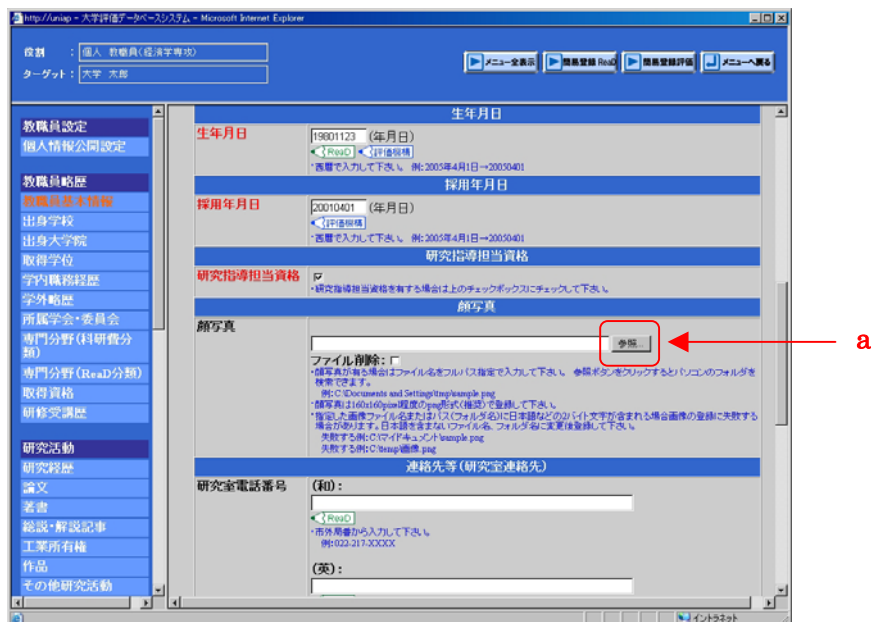 http://uniap - 大学評価データベースシステム - Microsoft Internet Explorer
役割 : 個人 教職員(経済学専攻)
ターゲット : 大学 太郎
メニュー全表示 簡易登録 ReaD 簡易登録評価 メニューへ戻る
教職員設定
個人情報公開設定
教職員略歴
教職員基本情報
出身学校
出身大学院
取得学位
学内職務経歴
学外略歴
所属学会・委員会
専門分野(科研費分
類)
専門分野(ReaD分類)
取得資格
研修受講歴
研究活動
研究経歴
論文
著書
総説・解説記事
工業所有権
作品
その他研究活動
生年月日
生年月日
19801123 (年月日)
ReaD 評価機構
・西暦で入力して下さい。 例：2005年4月1日→20050401
採用年月日
採用年月日
20010401 (年月日)
評価機構
・西暦で入力して下さい。 例：2005年4月1日→20050401
研究指導担当資格
研究指導担当資格
・研究指導担当資格を有する場合は上のチェックボックスにチェックして下さい。
顔写真
顔写真
参照...
a
ファイル削除：
・顔写真が有る場合はファイル名をフルパス指定で入力して下さい。 参照ボタンをクリックするとパソコンのフォルダを
検索できます。
例：C:\Documents and Settings\tmp\sample.png
・顔写真は160x160pixel程度のpng形式(推奨)で登録して下さい。
・指定した画像ファイル名またはパス(フォルダ名)に日本語などの2バイト文字が含まれる場合画像の登録に失敗する
場合があります。日本語を含まないファイル名、フォルダ名に変更後登録して下さい。
失敗する例：C:\マイドキュメント\sample.png
失敗する例：C:\temp\画像.png
連絡先等(研究室連絡先)
研究室電話番号
(和)：
ReaD
・市外局番から入力して下さい。
例：022-217-XXXX
(英)：
イントラネット